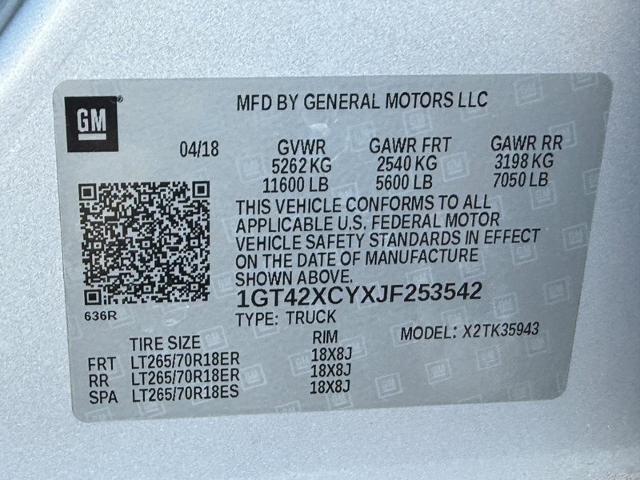 GM
MFD BY GENERAL MOTORS LLC
04/18 GVWR GAWR FRT GAWR RR
5262 KG 2540 KG 3198 KG
11600 LB 5600 LB 7050 LB
THIS VEHICLE CONFORMS TO ALL
APPLICABLE U.S. FEDERAL MOTOR
VEHICLE SAFETY STANDARDS IN EFFECT
ON THE DATE OF MANUFACTURE
SHOWN ABOVE.
636R
1GT42XCYXJF253542
TYPE: TRUCK MODEL: X2TK35943
TIRE SIZE RIM
FRT LT265/70R18ER 18X8J
RR LT265/70R18ER 18X8J
SPA LT265/70R18ES 18X8J